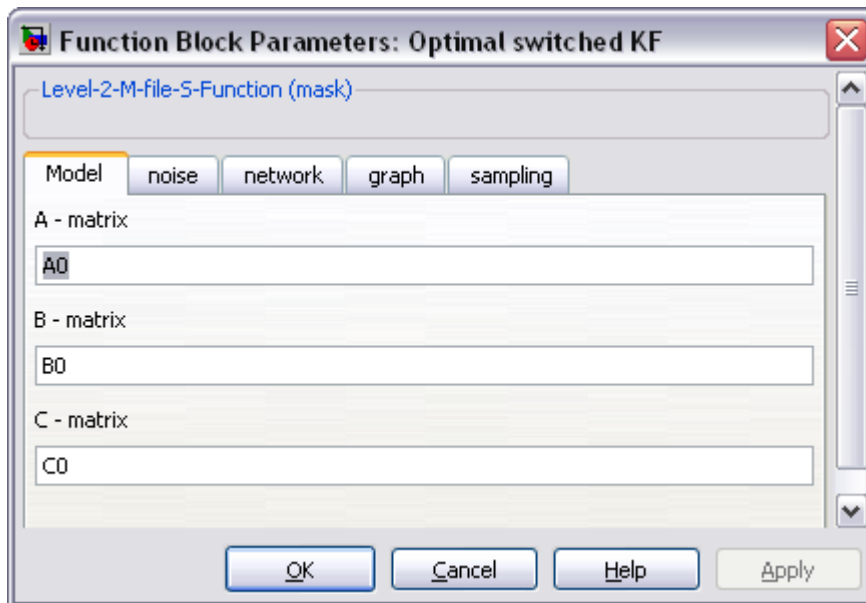 Function Block Parameters: Optimal switched KF
Level-2-M-file-S-Function (mask)
Model noise network graph sampling
A - matrix
A0
B - matrix
B0
C - matrix
C0
OK Cancel Help Apply